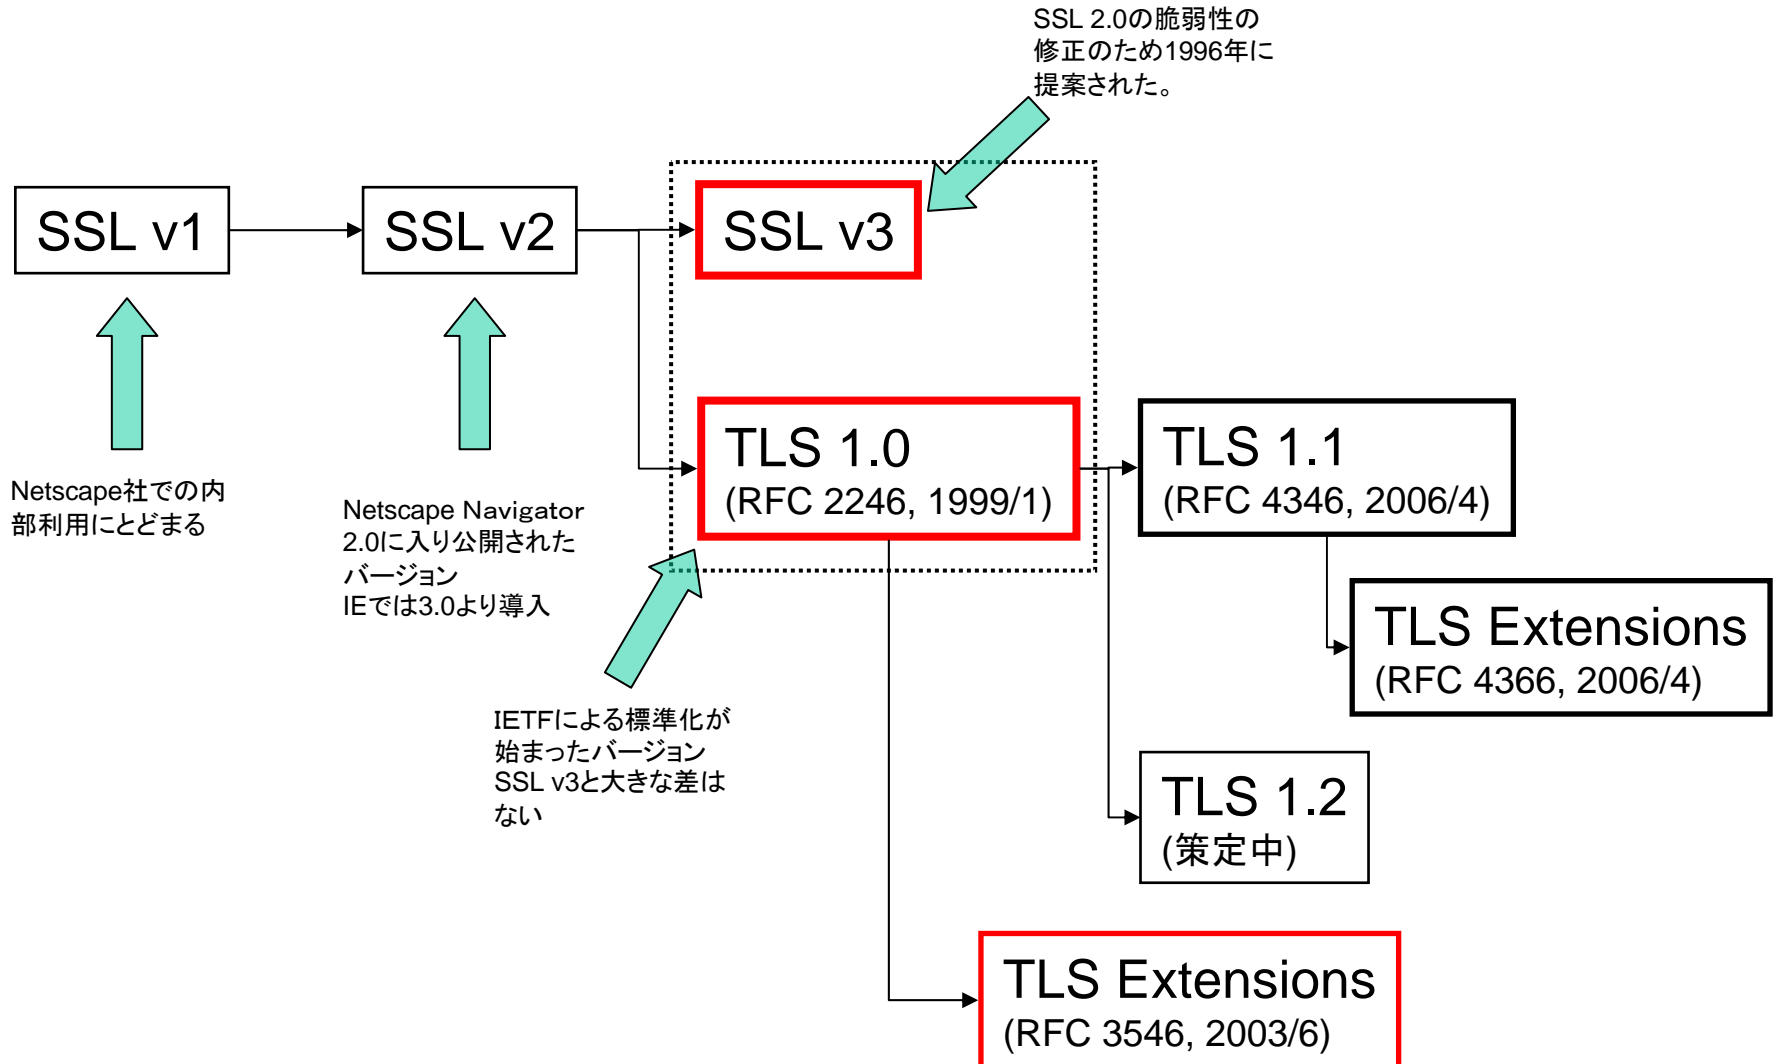 SSL 2.0の脆弱性の
修正のため1996年に
提案された。
SSL v1
SSL v2
SSL v3
Netscape社での内
部利用にとどまる
Netscape Navigator
2.0に入り公開された
バージョン
IEでは3.0より導入
TLS 1.0
(RFC 2246, 1999/1)
TLS 1.1
(RFC 4346, 2006/4)
TLS Extensions
(RFC 4366, 2006/4)
IETFによる標準化が
始まったバージョン
SSL v3と大きな差は
ない
TLS 1.2
(策定中)
TLS Extensions
(RFC 3546, 2003/6)